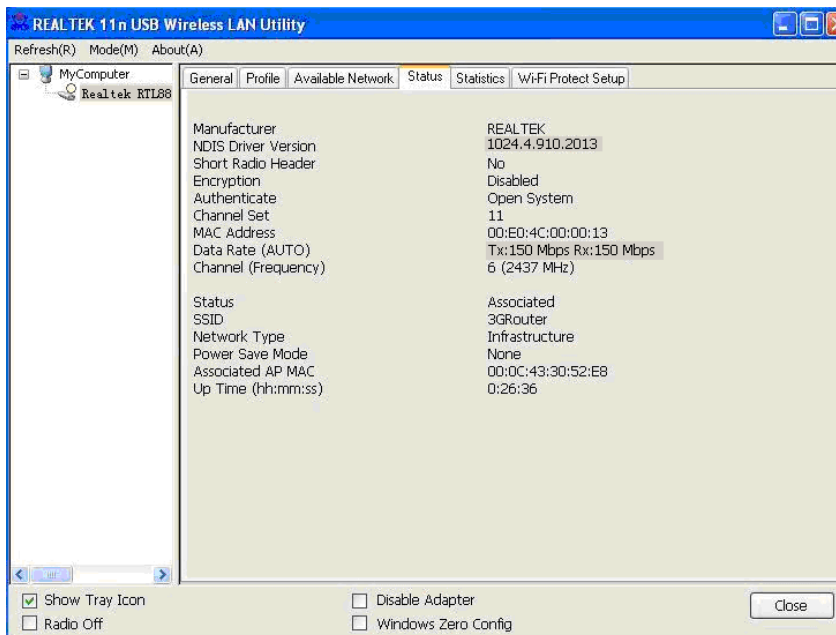 REALTEK 11n USB Wireless LAN Utility
Refresh(R) Mode(M) About(A)
MyComputer
Realtek RTL88
General Profile Available Network Status Statistics Wi-Fi Protect Setup
Manufacturer REALTEK
NDIS Driver Version 1024.4.910.2013
Short Radio Header No
Encryption Disabled
Authenticate Open System
Channel Set 11
MAC Address 00:E0:4C:00:00:13
Data Rate (AUTO) Tx:150 Mbps Rx:150 Mbps
Channel (Frequency) 6 (2437 MHz)
Status Associated
SSID 3GRouter
Network Type Infrastructure
Power Save Mode None
Associated AP MAC 00:0C:43:30:52:E8
Up Time (hh:mm:ss) 0:26:36
Show Tray Icon Disable Adapter
Radio Off Windows Zero Config
Close